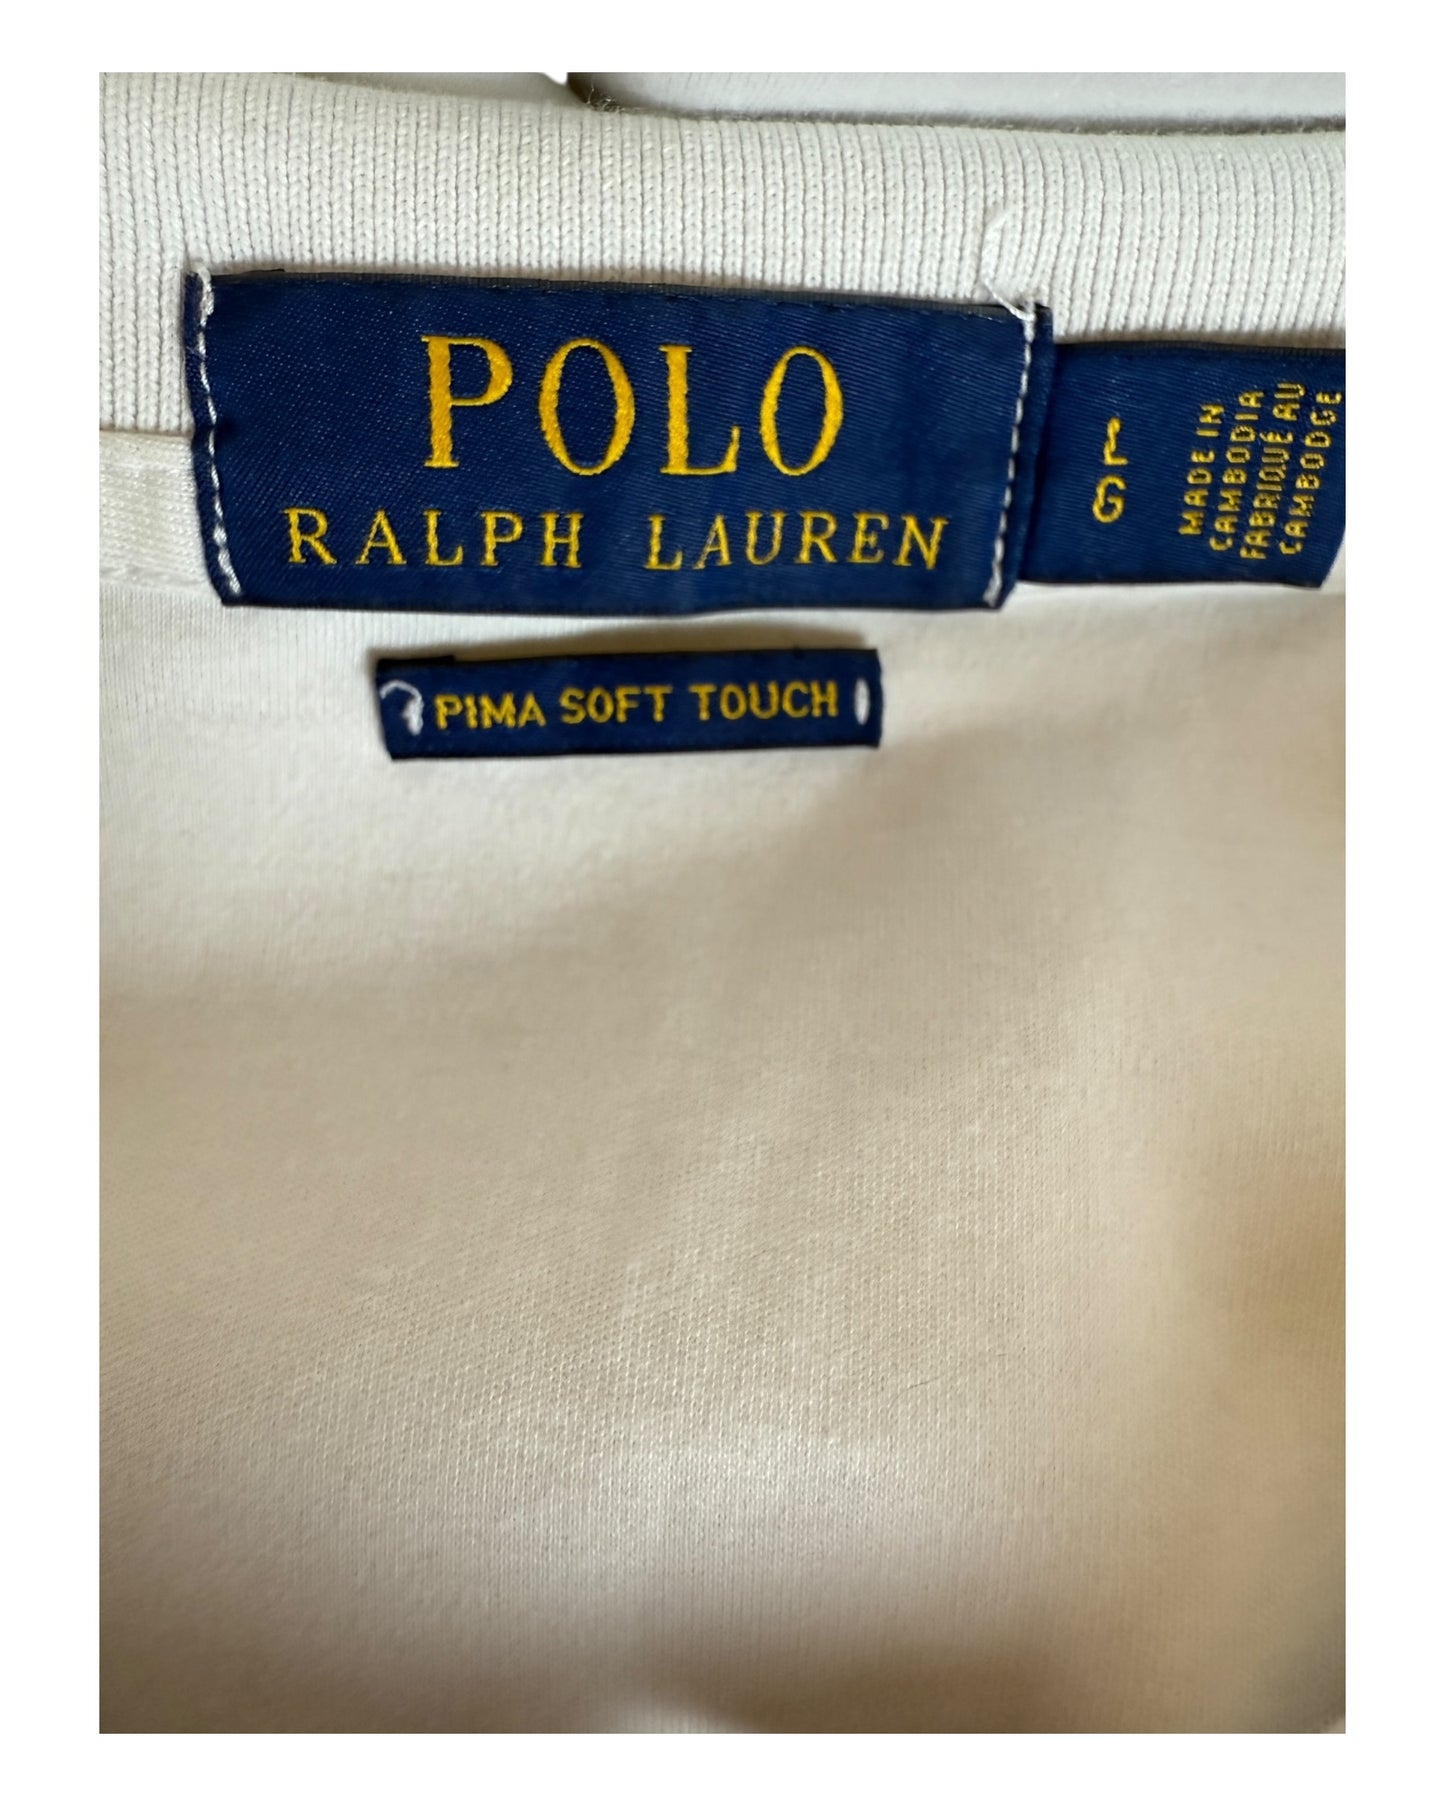 POLO
RALPH LAUREN
L
G
MADE IN
CAMBODIA
FABRIQUÉ AU
CAMBODGE
PIMA SOFT TOUCH